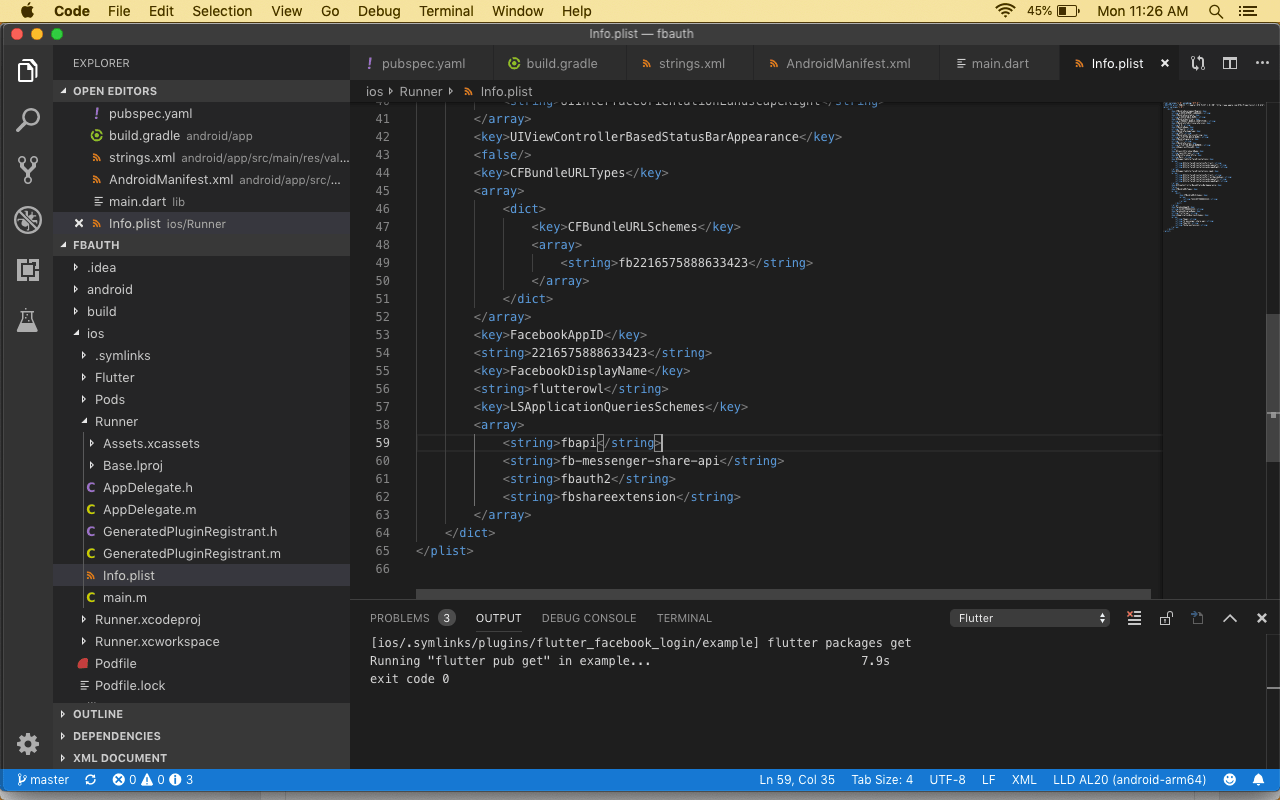 Code File Edit Selection View Go Debug Terminal Window Help 45% Mon 11:26 AM
Info.plist — fbauth
EXPLORER
pubspec.yaml build.gradle strings.xml AndroidManifest.xml main.dart Info.plist
OPEN EDITORS
pubspec.yaml
build.gradle android/app
strings.xml android/app/src/main/res/val...
AndroidManifest.xml android/app/src/...
main.dart lib
Info.plist ios/Runner
FBAUTH
.idea
android
build
ios
.symlinks
Flutter
Pods
Runner
Assets.xcassets
Base.lproj
AppDelegate.h
AppDelegate.m
GeneratedPluginRegistrant.h
GeneratedPluginRegistrant.m
Info.plist
main.m
Runner.xcodeproj
Runner.xcworkspace
Podfile
Podfile.lock
OUTLINE
DEPENDENCIES
XML DOCUMENT
ios Runner Info.plist
40 <string>UIInterfaceOrientationLandscapeRight</string>
41 </array>
42 <key>UIViewControllerBasedStatusBarAppearance</key>
43 <false/>
44 <key>CFBundleURLTypes</key>
45 <array>
46 <dict>
47 <key>CFBundleURLSchemes</key>
48 <array>
49 <string>fb2216575888633423</string>
50 </array>
51 </dict>
52 </array>
53 <key>FacebookAppID</key>
54 <string>2216575888633423</string>
55 <key>FacebookDisplayName</key>
56 <string>flutterowl</string>
57 <key>LSApplicationQueriesSchemes</key>
58 <array>
59 <string>fbapi</string>
60 <string>fb-messenger-share-api</string>
61 <string>fbauth2</string>
62 <string>fbshareextension</string>
63 </array>
64 </dict>
65 </plist>
66
PROBLEMS 3 OUTPUT DEBUG CONSOLE TERMINAL Flutter
[ios/.symlinks/plugins/flutter_facebook_login/example] flutter packages get
Running "flutter pub get" in example... 7.9s
exit code 0
master 0 0 3 Ln 59, Col 35 Tab Size: 4 UTF-8 LF XML LLD AL20 (android-arm64)